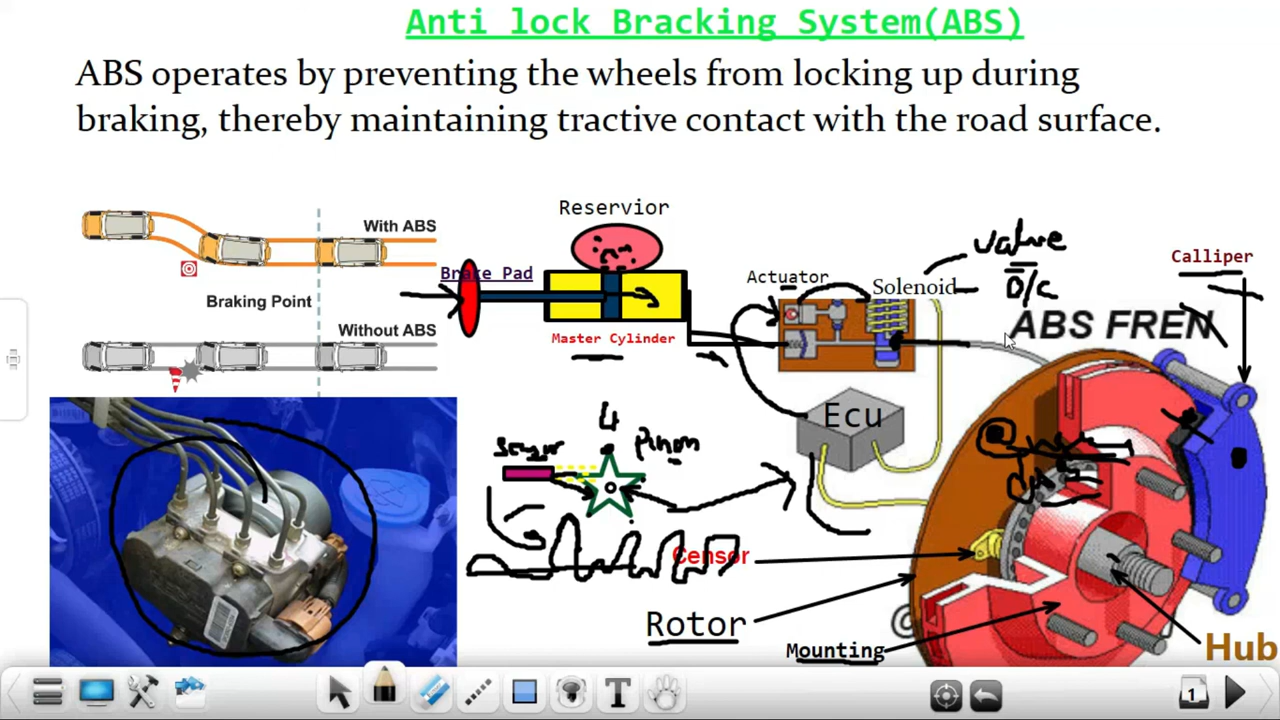 Anti lock Bracking System(ABS)
ABS operates by preventing the wheels from locking up during
braking, thereby maintaining tractive contact with the road surface.
With ABS
Braking Point
Without ABS
Reservior
Brake Pad
Master Cylinder
Actuator
Solenoid
valve
O/C
Calliper
ABS FREN
Ecu
4
Sensor
Pinon
Censor
Rotor
Mounting
Hub
1